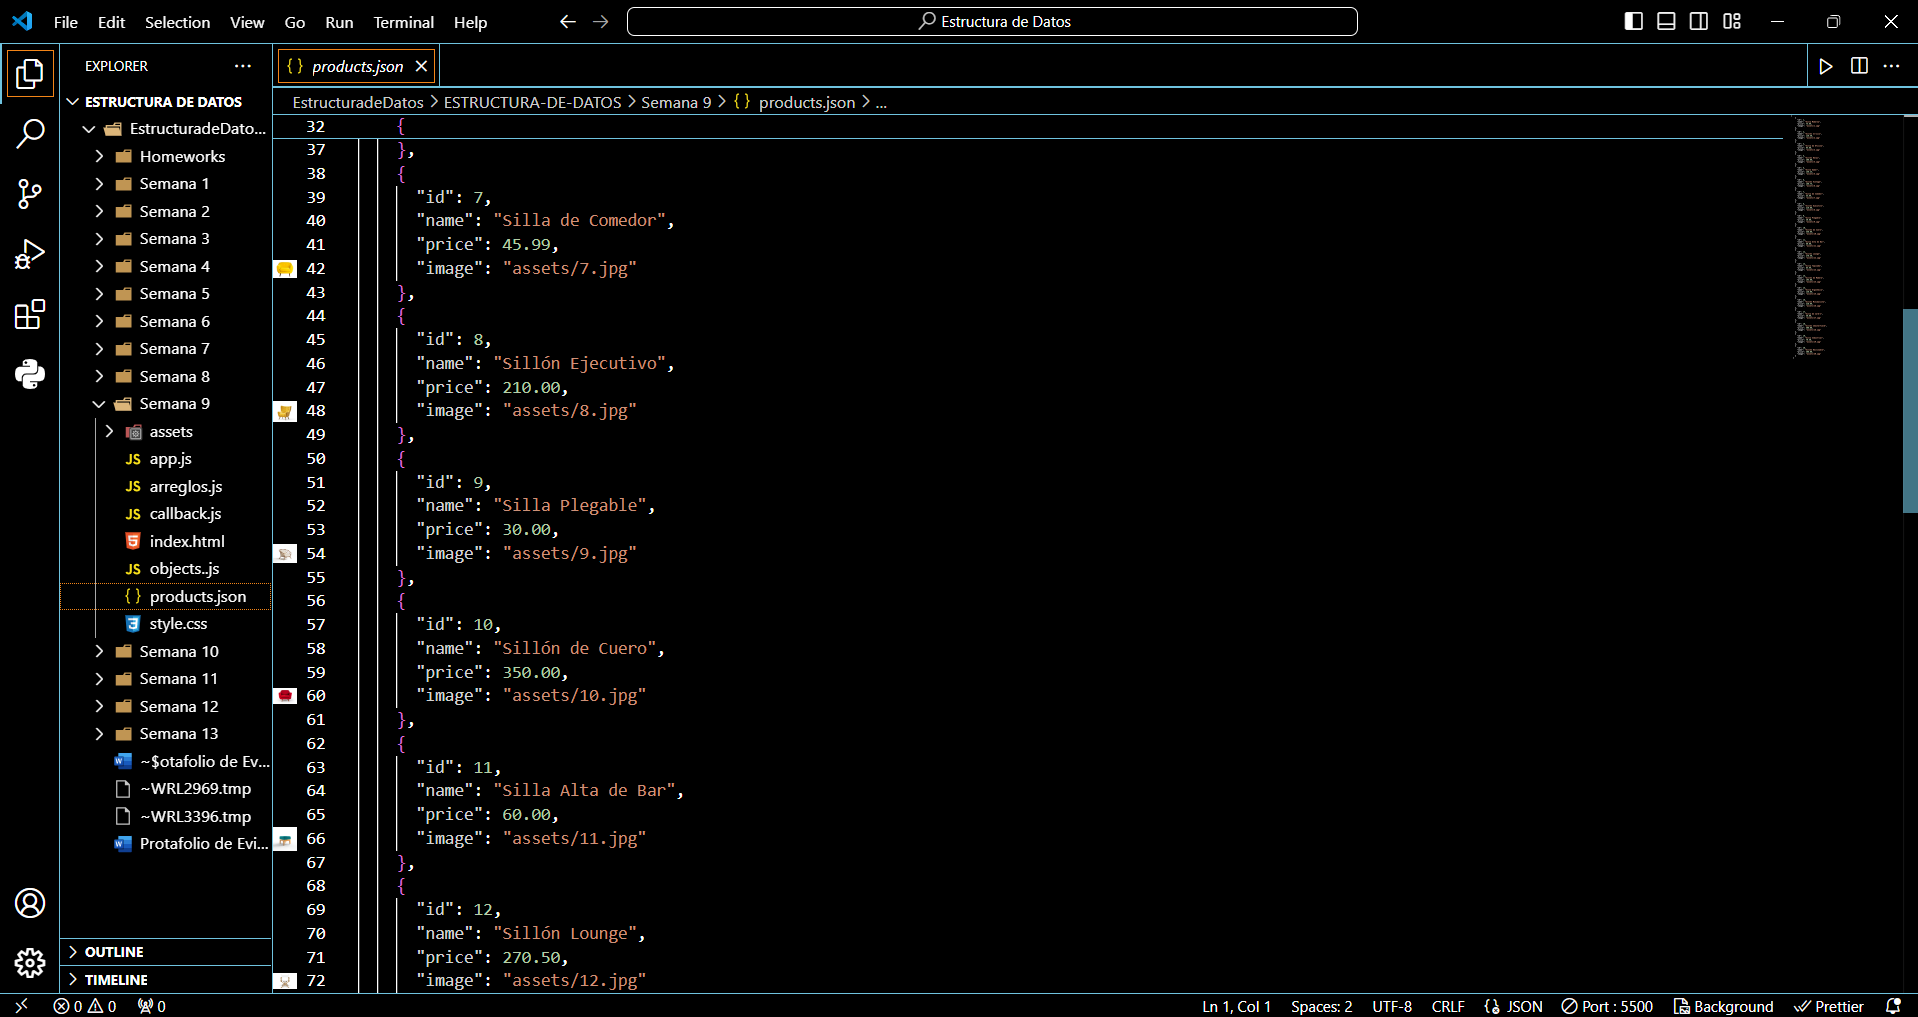 File Edit Selection View Go Run Terminal Help
Estructura de Datos
EXPLORER
products.json
ESTRUCTURA DE DATOS
EstructuradeDato...
Homeworks
Semana 1
Semana 2
Semana 3
Semana 4
Semana 5
Semana 6
Semana 7
Semana 8
Semana 9
assets
JS app.js
JS arreglos.js
JS callback.js
index.html
JS objects..js
{} products.json
style.css
Semana 10
Semana 11
Semana 12
Semana 13
~$otafolio de Ev...
~WRL2969.tmp
~WRL3396.tmp
Protafolio de Evi...
OUTLINE
TIMELINE
EstructuradeDatos > ESTRUCTURA-DE-DATOS > Semana 9 > {} products.json > ...
32 {
37 },
38 {
39 "id": 7,
40 "name": "Silla de Comedor",
41 "price": 45.99,
42 "image": "assets/7.jpg"
43 },
44 {
45 "id": 8,
46 "name": "Sillón Ejecutivo",
47 "price": 210.00,
48 "image": "assets/8.jpg"
49 },
50 {
51 "id": 9,
52 "name": "Silla Plegable",
53 "price": 30.00,
54 "image": "assets/9.jpg"
55 },
56 {
57 "id": 10,
58 "name": "Sillón de Cuero",
59 "price": 350.00,
60 "image": "assets/10.jpg"
61 },
62 {
63 "id": 11,
64 "name": "Silla Alta de Bar",
65 "price": 60.00,
66 "image": "assets/11.jpg"
67 },
68 {
69 "id": 12,
70 "name": "Sillón Lounge",
71 "price": 270.50,
72 "image": "assets/12.jpg"
0 0 0 Ln 1, Col 1 Spaces: 2 UTF-8 CRLF {} JSON Port : 5500 Background Prettier